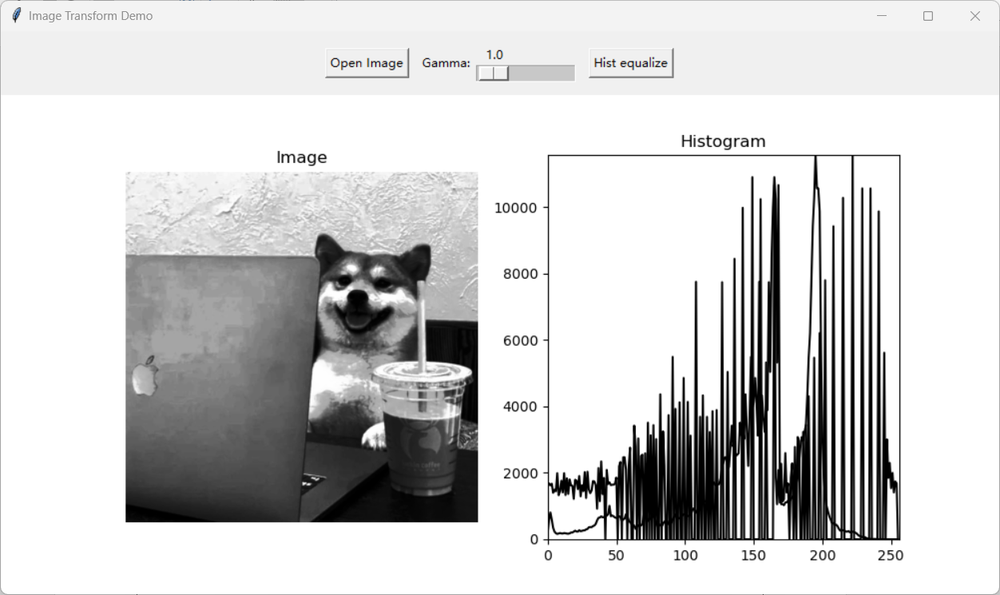 Image Transform Demo
Open Image
Gamma:
1.0
Hist equalize
Image
Histogram
10000
8000
6000
4000
2000
0
0 50 100 150 200 250